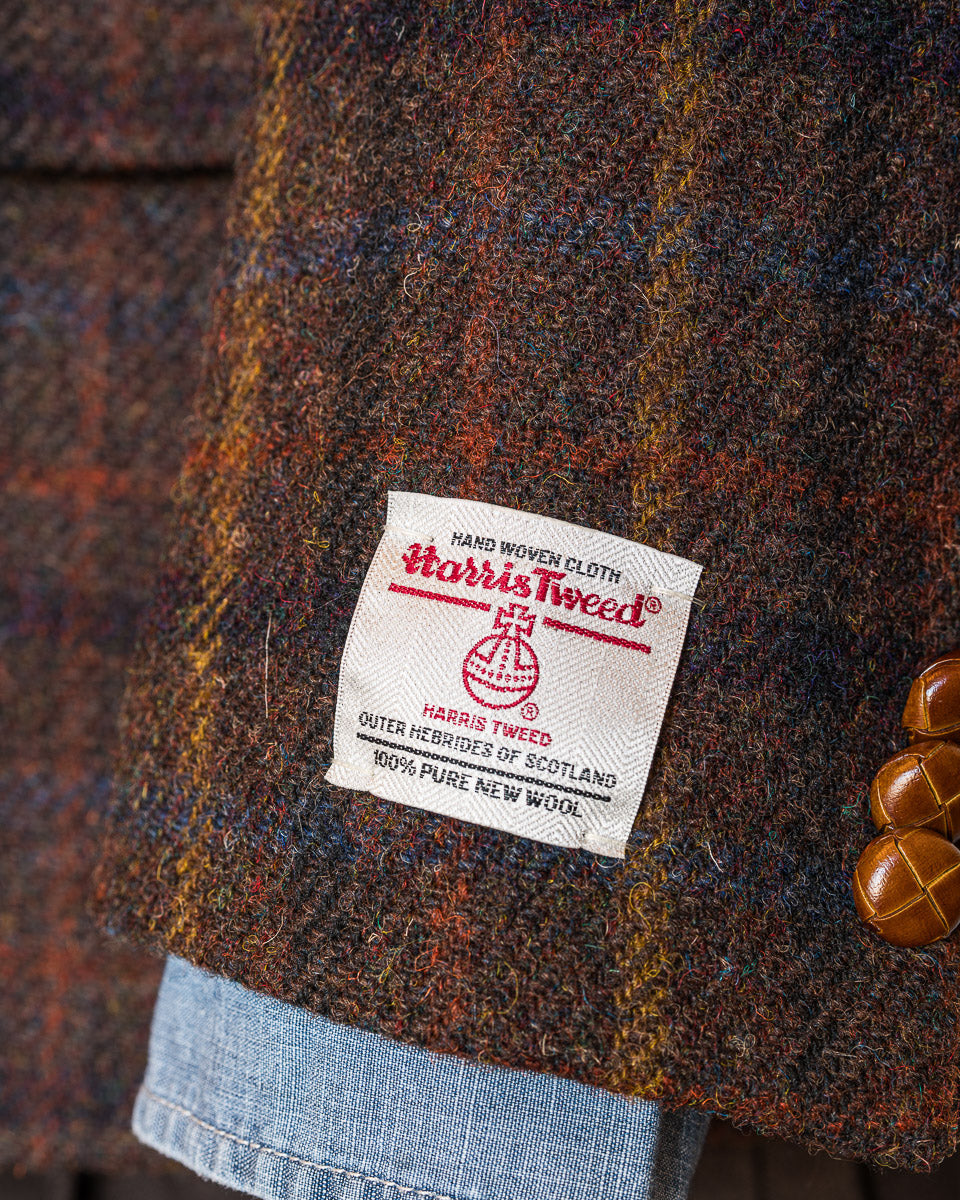 HAND WOVEN CLOTH
Harris Tweed®
®
HARRIS TWEED
OUTER HEBRIDES OF SCOTLAND
100% PURE NEW WOOL